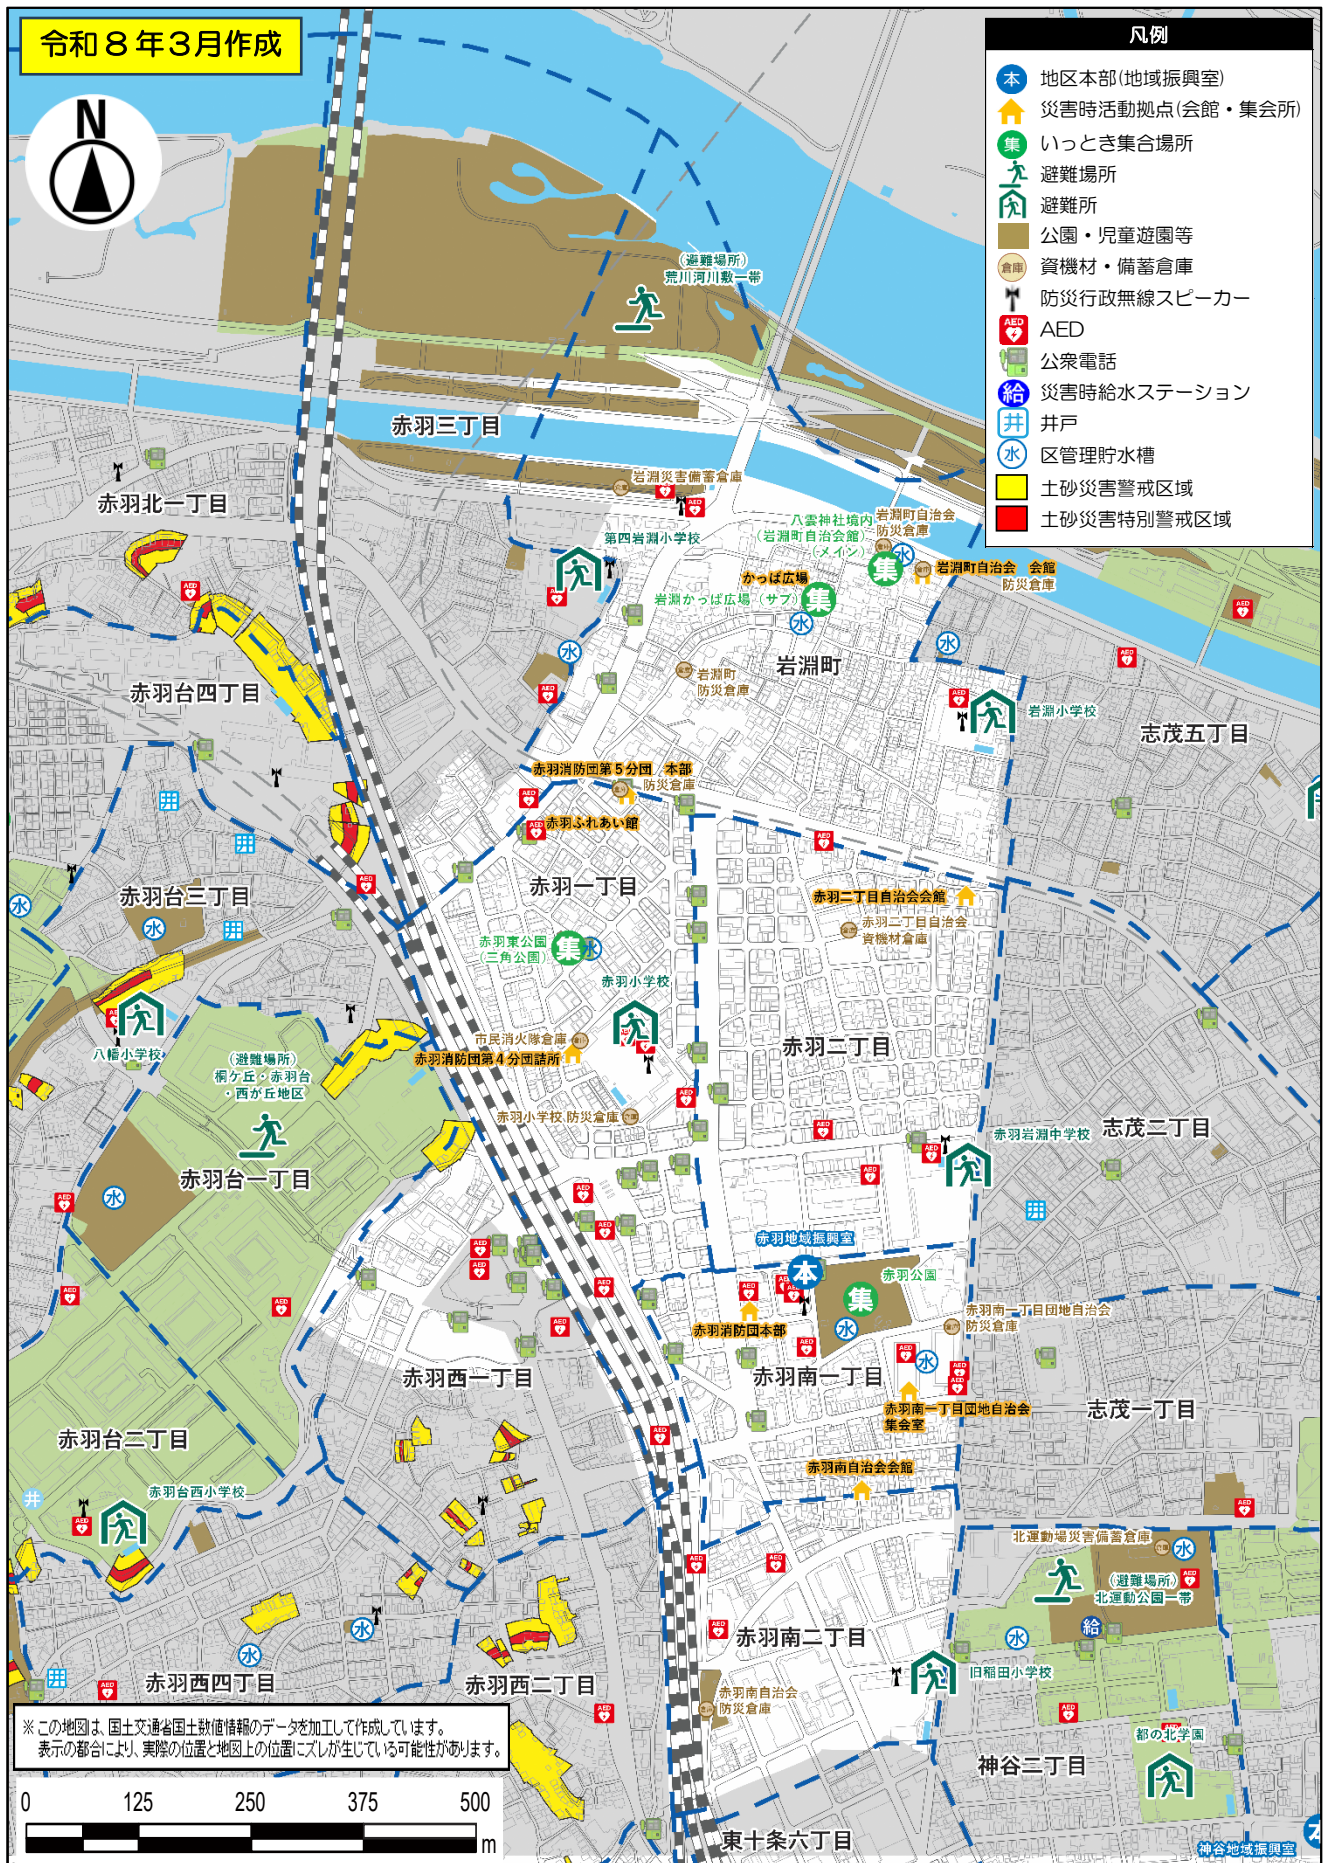 令和8年3月作成
N
凡例
本 地区本部(地域振興室)
災害時活動拠点(会館・集会所)
集 いっとき集合場所
避難場所
避難所
公園・児童遊園等
倉庫 資機材・備蓄倉庫
防災行政無線スピーカー
AED AED
公衆電話
給 災害時給水ステーション
井 井戸
水 区管理貯水槽
土砂災害警戒区域
土砂災害特別警戒区域
(避難場所)
荒川河川敷一帯
赤羽三丁目
赤羽北一丁目
岩淵災害備蓄倉庫
第四岩淵小学校
八雲神社境内
(岩淵町自治会館)
(メイン)
岩淵町自治会
防災倉庫
岩淵町自治会 会館
防災倉庫
かっぱ広場
岩淵かっぱ広場(サブ)
岩淵町
岩淵町
防災倉庫
岩淵小学校
志茂五丁目
赤羽台四丁目
赤羽消防団第5分団 本部
防災倉庫
赤羽ふれあい館
赤羽一丁目
赤羽二丁目自治会会館
赤羽二丁目自治会
資機材倉庫
赤羽台三丁目
赤羽東公園
(三角公園)
赤羽小学校
市民消火隊倉庫
赤羽消防団第4分団詰所
赤羽小学校 防災倉庫
赤羽二丁目
八幡小学校
(避難場所)
桐ケ丘・赤羽台
・西が丘地区
赤羽台一丁目
赤羽岩淵中学校
志茂二丁目
赤羽地域振興室
本
赤羽公園
集
赤羽消防団本部
赤羽南一丁目団地自治会
防災倉庫
赤羽南一丁目
赤羽南一丁目団地自治会
集会室
赤羽西一丁目
志茂一丁目
赤羽台二丁目
赤羽台西小学校
赤羽南自治会会館
北運動場災害備蓄倉庫
(避難場所)
北運動公園一帯
給
赤羽南二丁目
旧稲田小学校
赤羽西四丁目
赤羽西二丁目
赤羽南自治会
防災倉庫
都の北学園
神谷二丁目
東十条六丁目
神谷地域振興室
※この地図は、国土交通省国土数値情報のデータを加工して作成しています。
表示の都合により、実際の位置と地図上の位置にズレが生じている可能性があります。
0 125 250 375 500
m